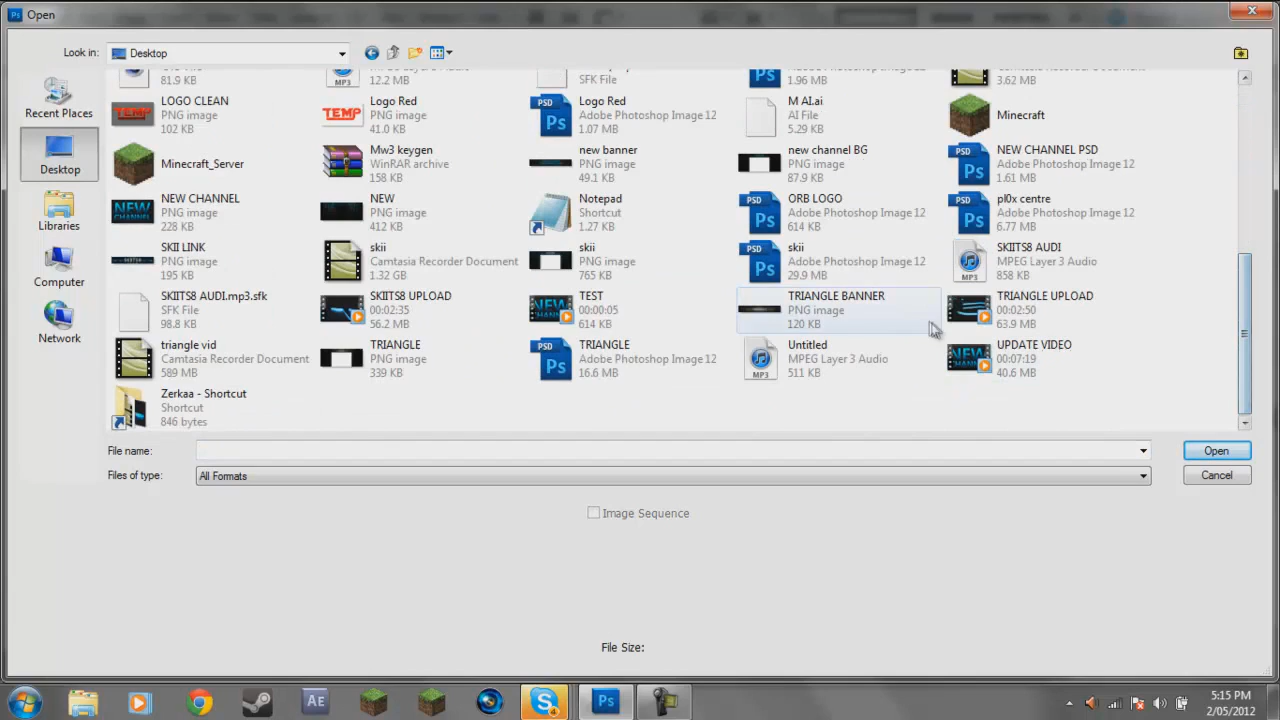 Open
Look in:
Desktop
81.9 KB
12.2 MB
SFK File
1.96 MB
3.62 MB
Recent Places
Desktop
Libraries
Computer
Network
LOGO CLEAN
PNG image
102 KB
Logo Red
PNG image
41.0 KB
Logo Red
Adobe Photoshop Image 12
1.07 MB
M AI.ai
AI File
5.29 KB
Minecraft
Minecraft_Server
Mw3 keygen
WinRAR archive
158 KB
new banner
PNG image
49.1 KB
new channel BG
PNG image
87.9 KB
NEW CHANNEL PSD
Adobe Photoshop Image 12
1.61 MB
NEW CHANNEL
PNG image
228 KB
NEW
PNG image
412 KB
Notepad
Shortcut
1.27 KB
ORB LOGO
Adobe Photoshop Image 12
614 KB
pl0x centre
Adobe Photoshop Image 12
6.77 MB
SKII LINK
PNG image
195 KB
skii
Camtasia Recorder Document
1.32 GB
skii
PNG image
765 KB
skii
Adobe Photoshop Image 12
29.9 MB
SKIITS8 AUDI
MPEG Layer 3 Audio
858 KB
SKIITS8 AUDI.mp3.sfk
SFK File
98.8 KB
SKIITS8 UPLOAD
00:02:35
56.2 MB
TEST
00:00:05
614 KB
TRIANGLE BANNER
PNG image
120 KB
TRIANGLE UPLOAD
00:02:50
63.9 MB
triangle vid
Camtasia Recorder Document
589 MB
TRIANGLE
PNG image
339 KB
TRIANGLE
Adobe Photoshop Image 12
16.6 MB
Untitled
MPEG Layer 3 Audio
511 KB
UPDATE VIDEO
00:07:19
40.6 MB
Zerkaa - Shortcut
Shortcut
846 bytes
File name:
Open
Files of type:
All Formats
Cancel
Image Sequence
File Size:
5:15 PM
2/05/2012